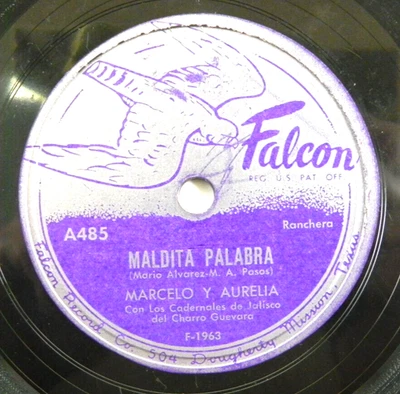 Falcon
REG. U.S. PAT. OFF.
A485
Ranchera
MALDITA PALABRA
(Mario Alvarez-M. A. Pasos)
MARCELO Y AURELIA
Con Los Cadernales de Jalisco
del Charro Guevara
F-1963
Falcon Record Co. 504 Dougherty Mission, Texas